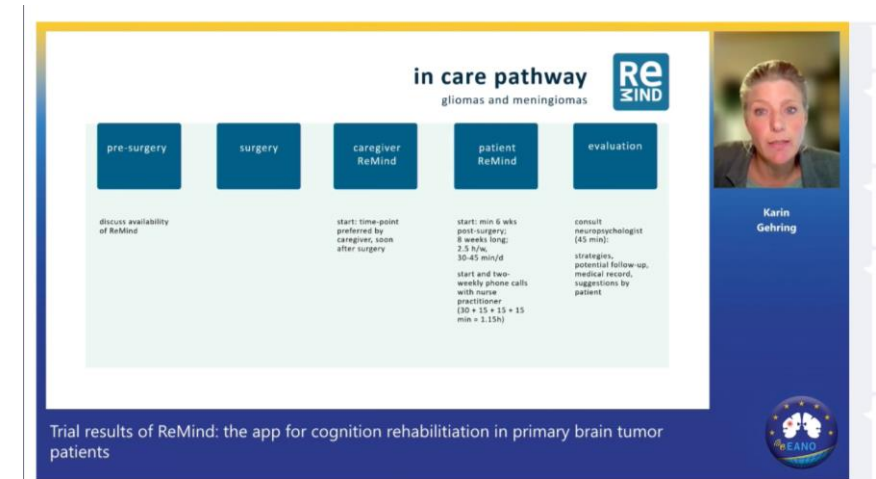 in care pathway
gliomas and meningiomas
Re
MIND
pre-surgery
surgery
caregiver
ReMind
patient
ReMind
evaluation
discuss availability
of ReMind
start: time-point
preferred by
caregiver, soon
after surgery
start: min 6 wks
post-surgery;
8 weeks long;
2.5 h/w,
30-45 min/d
start and two-
weekly phone calls
with nurse
practitioner
(30 + 15 + 15 + 15
min = 1.15h)
consult
neuropsychologist
(45 min):
strategies,
potential follow-up,
medical record,
suggestions by
patient
Karin
Gehring
Trial results of ReMind: the app for cognition rehabilitiation in primary brain tumor
patients
EANO